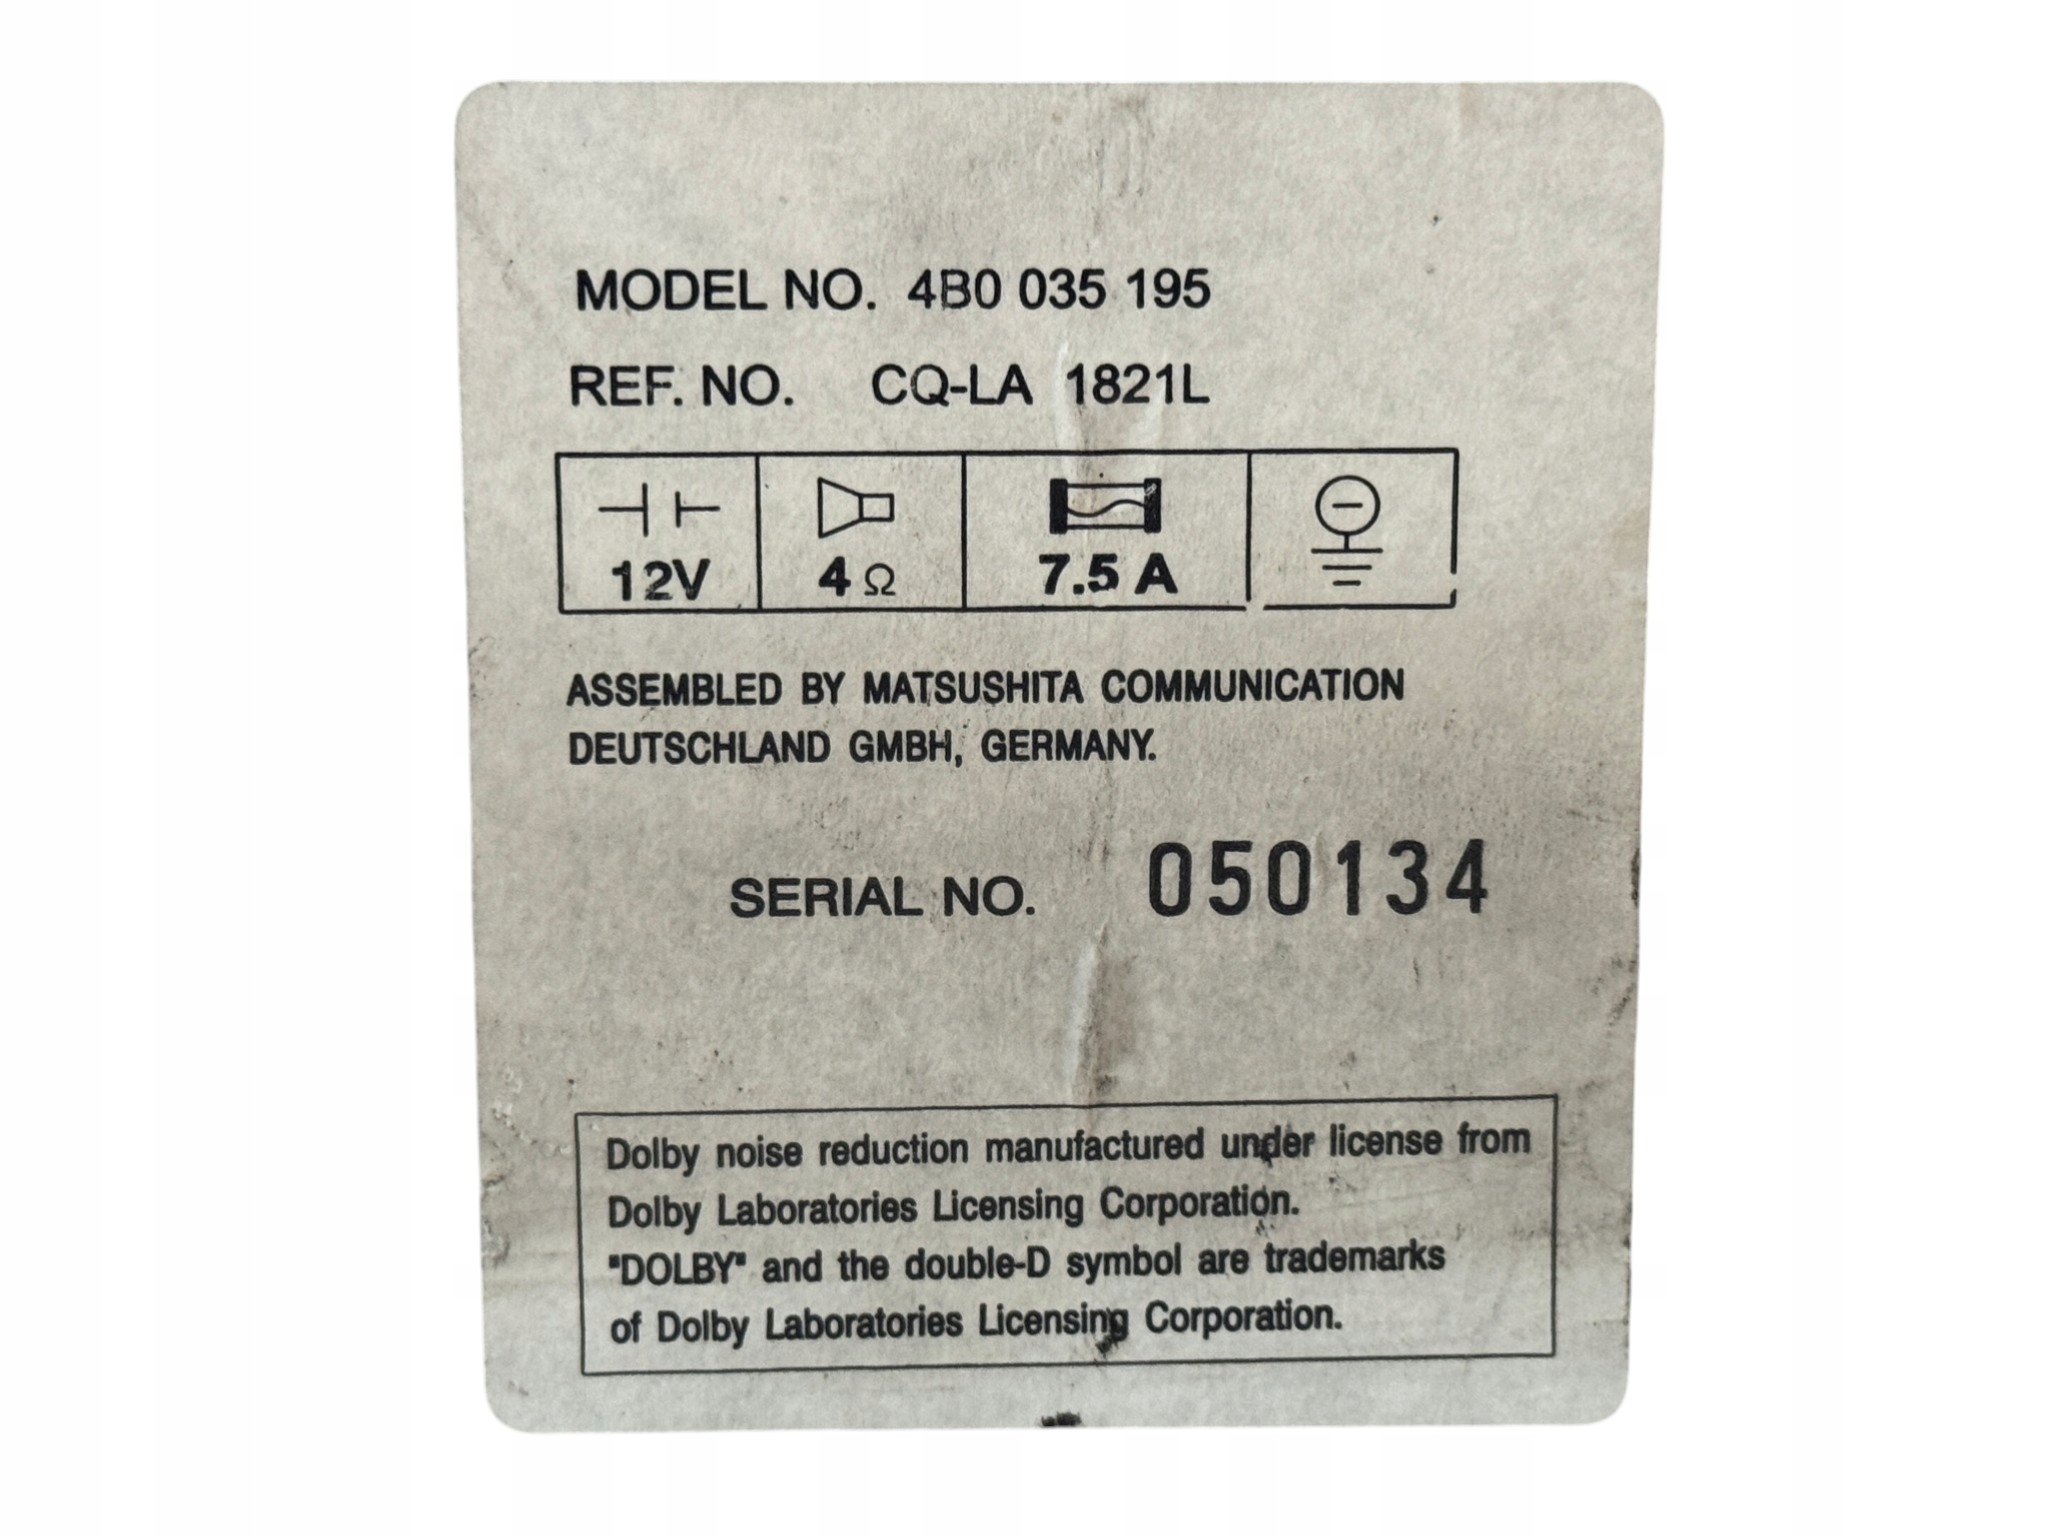 MODEL NO. 4B0 035 195
REF. NO. CQ-LA 1821L
12V 4 Ω 7.5 A
ASSEMBLED BY MATSUSHITA COMMUNICATION
DEUTSCHLAND GMBH, GERMANY.
SERIAL NO. 050134
Dolby noise reduction manufactured under license from
Dolby Laboratories Licensing Corporation.
"DOLBY" and the double-D symbol are trademarks
of Dolby Laboratories Licensing Corporation.